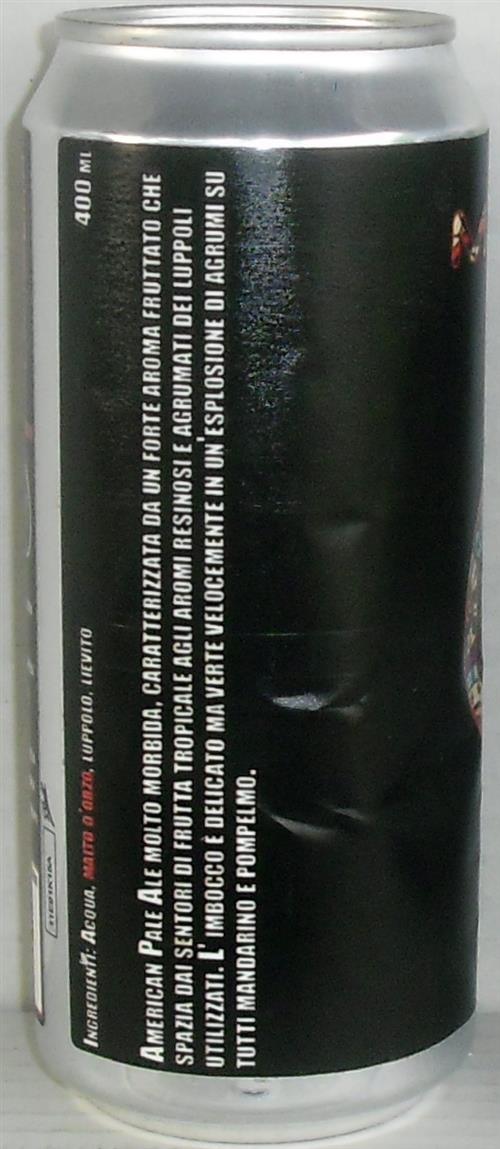 INGREDIENTI: ACQUA, MALTO D'ORZO, LUPPOLO, LIEVITO 400 ML
AMERICAN PALE ALE MOLTO MORBIDA, CARATTERIZZATA DA UN FORTE AROMA FRUTTATO CHE
SPAZIA DAI SENTORI DI FRUTTA TROPICALE AGLI AROMI RESINOSI E AGRUMATI DEI LUPPOLI
UTILIZZATI. L'IMBOCCO È DELICATO MA VERTE VELOCEMENTE IN UN'ESPLOSIONE DI AGRUMI SU
TUTTI MANDARINO E POMPELMO.